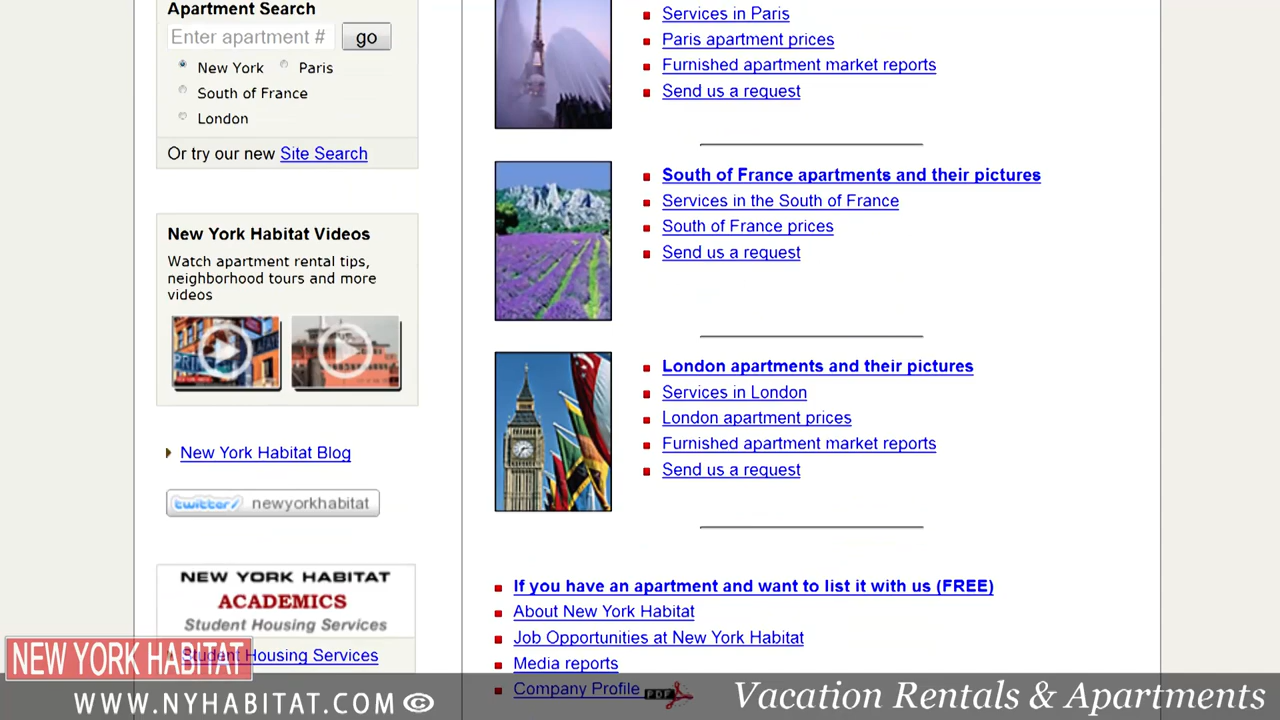 Apartment Search
Enter apartment #
go
New York
Paris
South of France
London
Or try our new Site Search
New York Habitat Videos
Watch apartment rental tips,
neighborhood tours and more
videos
New York Habitat Blog
twitter/ newyorkhabitat
NEW YORK HABITAT
ACADEMICS
Student Housing Services
Student Housing Services
Services in Paris
Paris apartment prices
Furnished apartment market reports
Send us a request
South of France apartments and their pictures
Services in the South of France
South of France prices
Send us a request
London apartments and their pictures
Services in London
London apartment prices
Furnished apartment market reports
Send us a request
If you have an apartment and want to list it with us (FREE)
About New York Habitat
Job Opportunities at New York Habitat
Media reports
Company Profile PDF
NEW YORK HABITAT
WWW.NYHABITAT.COM ©
Vacation Rentals & Apartments